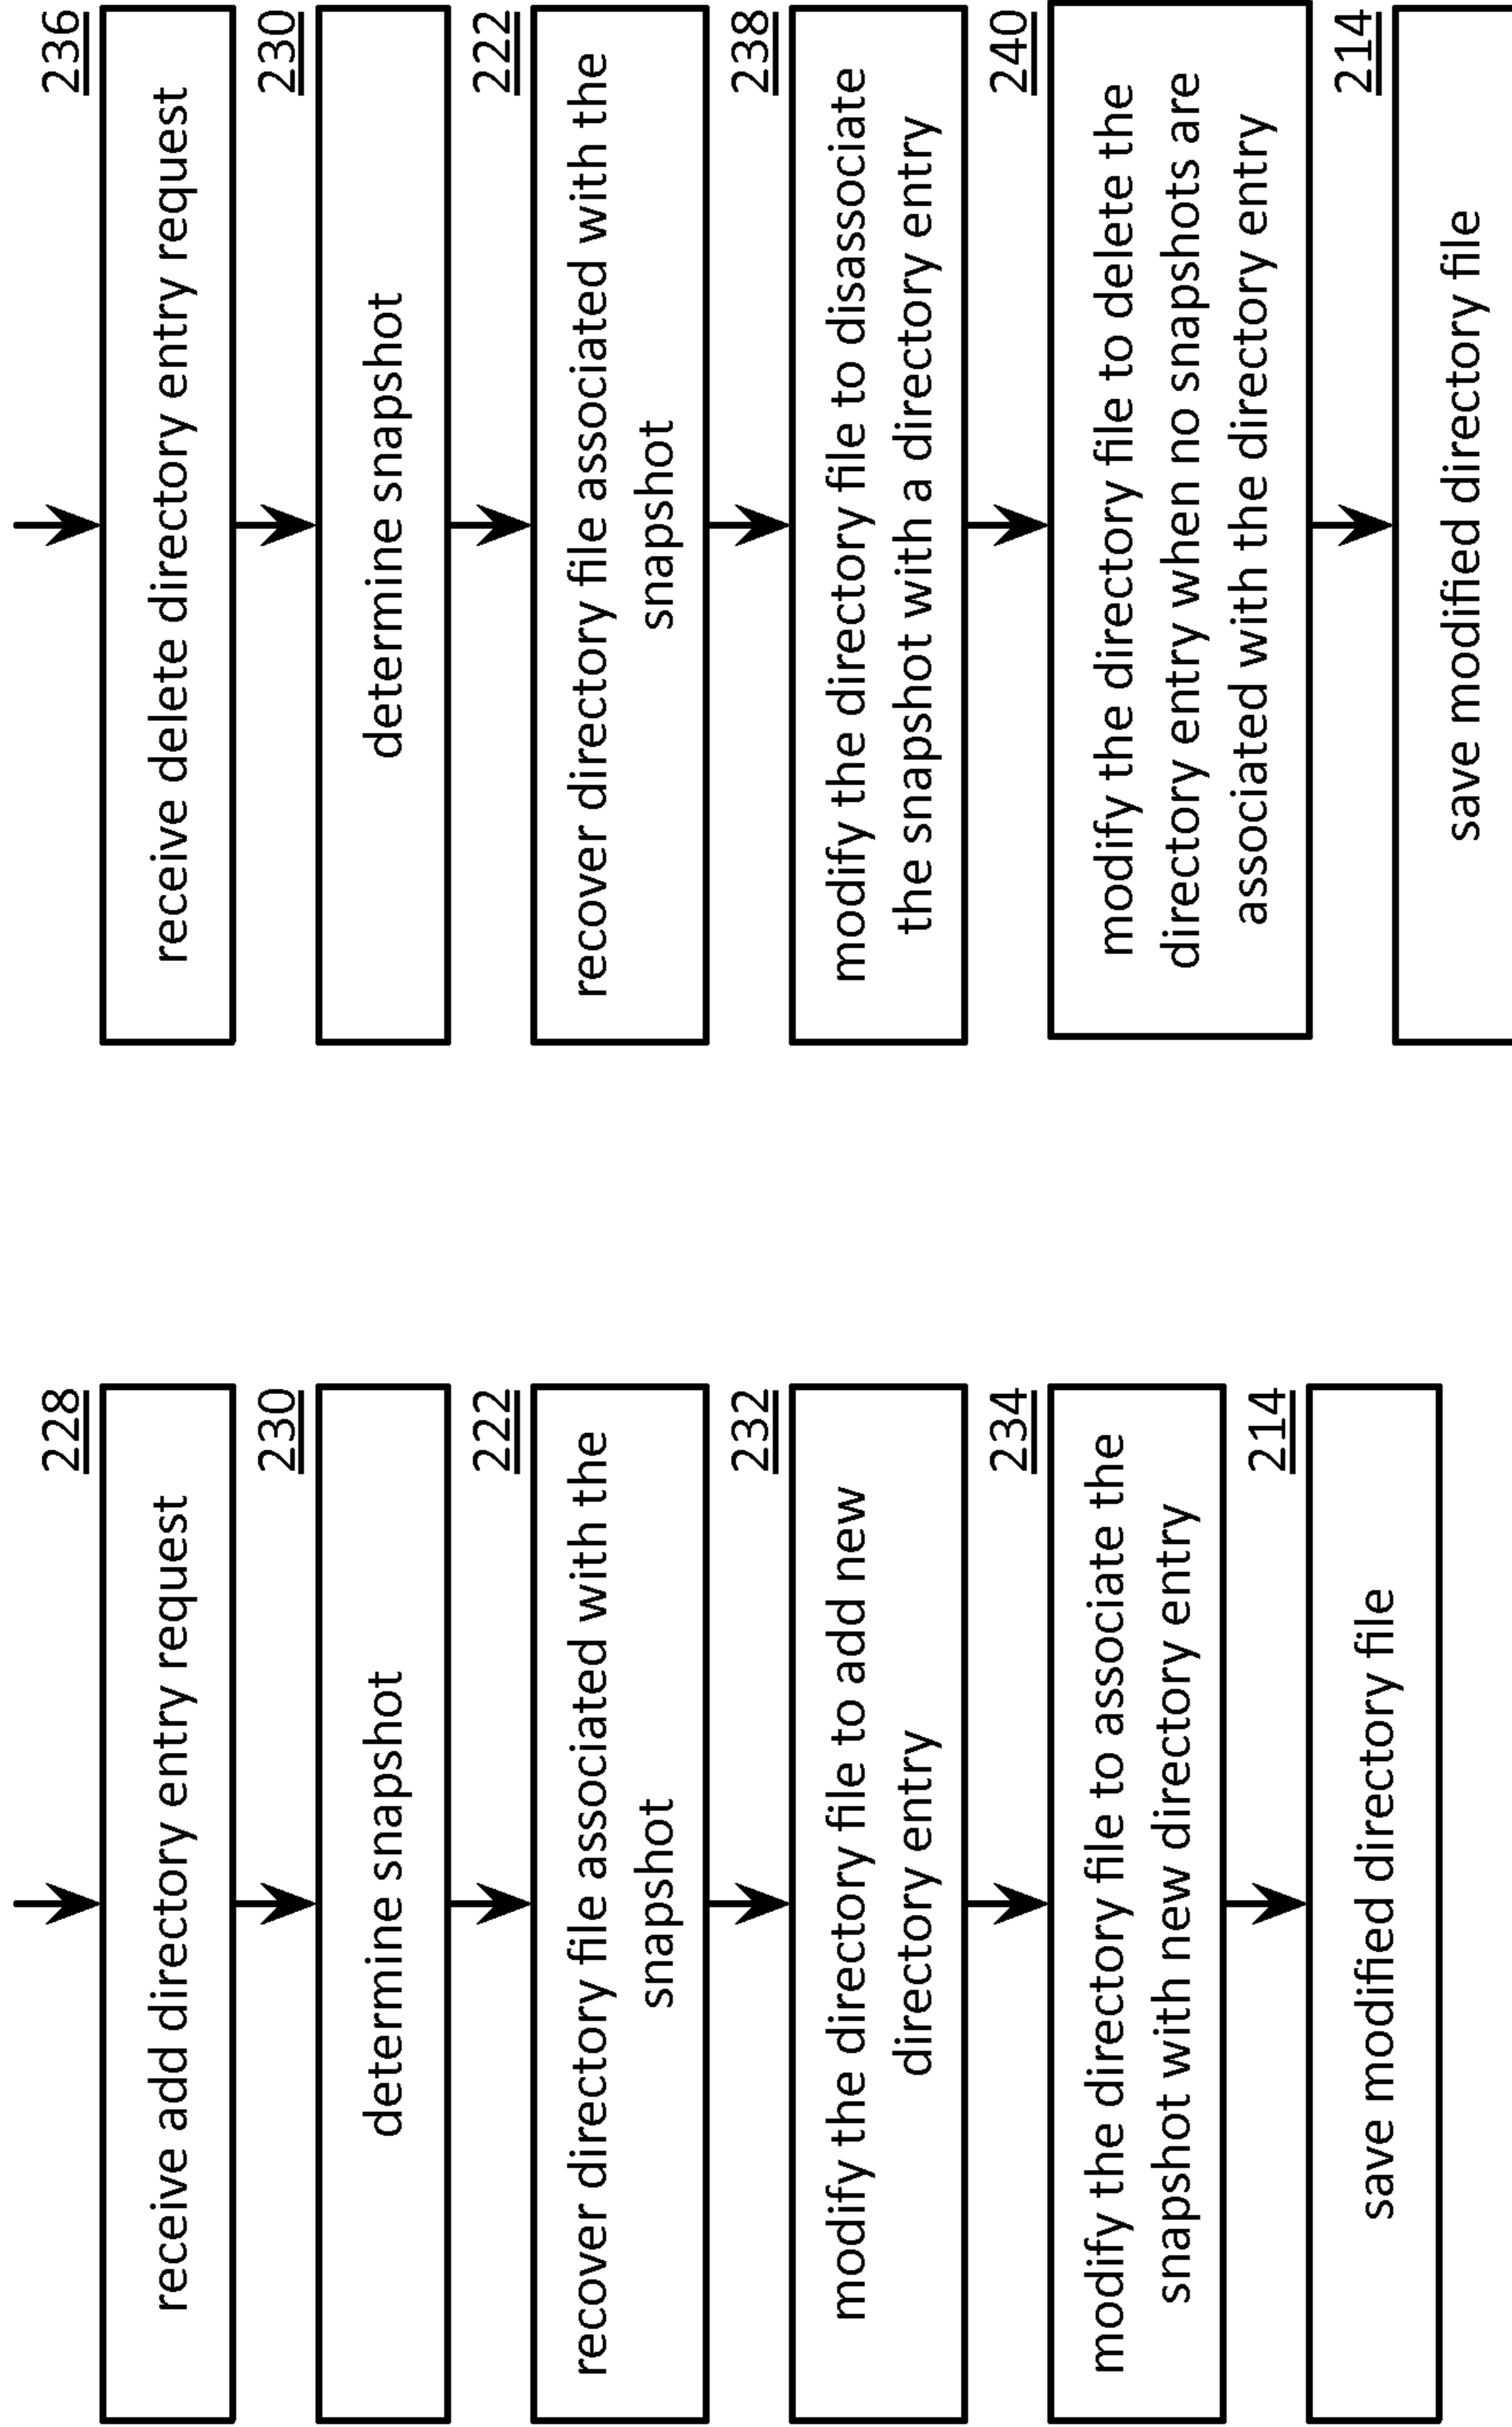 228
receive add directory entry request
230
determine snapshot
222
recover directory file associated with the
snapshot
232
modify the directory file to add new
directory entry
234
modify the directory file to associate the
snapshot with new directory entry
214
save modified directory file
236
receive delete directory entry request
230
determine snapshot
222
recover directory file associated with the
snapshot
238
modify the directory file to disassociate
the snapshot with a directory entry
240
modify the directory file to delete the
directory entry when no snapshots are
associated with the directory entry
214
save modified directory file